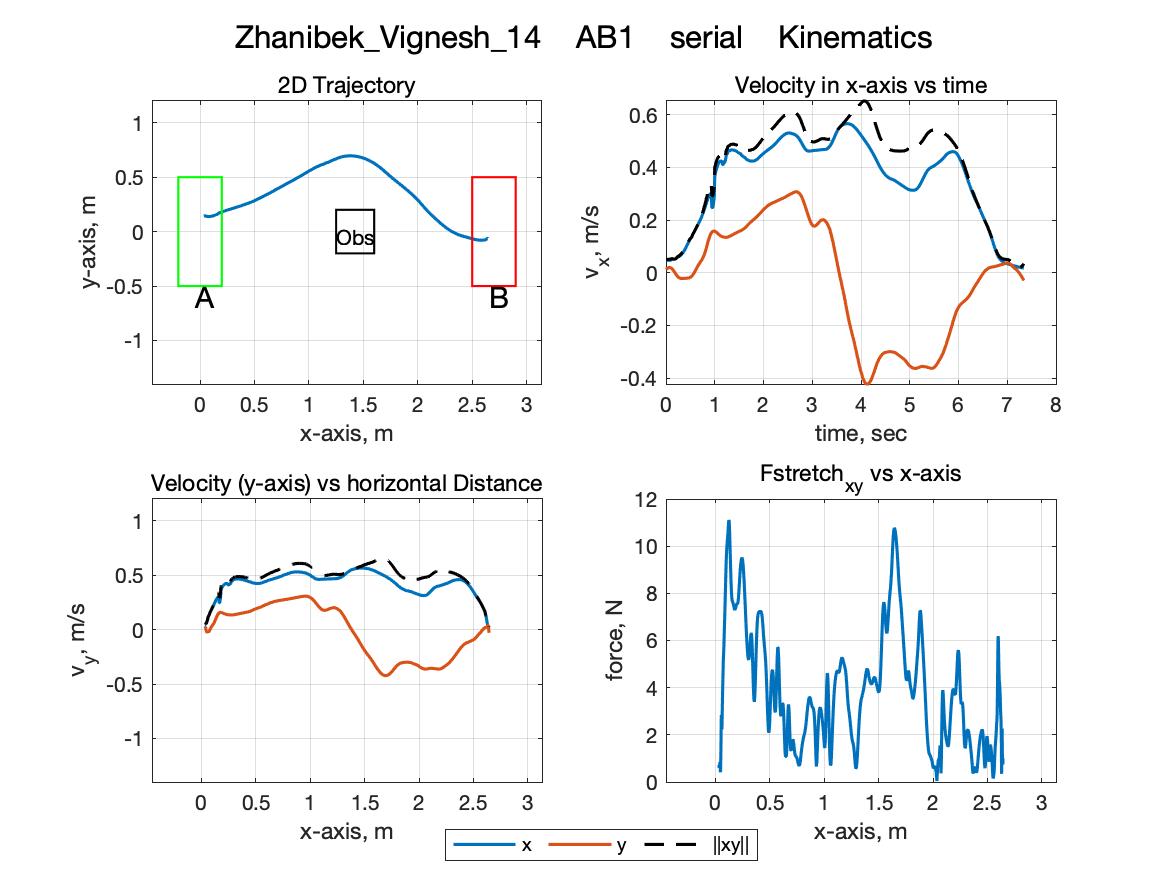 Zhanibek_Vignesh_14 AB1 serial Kinematics
2D Trajectory
1
0.5
0
-0.5
-1
y-axis, m
A
Obs
B
0 0.5 1 1.5 2 2.5 3
x-axis, m
Velocity in x-axis vs time
0.6
0.4
0.2
0
-0.2
-0.4
v_x, m/s
0 1 2 3 4 5 6 7 8
time, sec
Velocity (y-axis) vs horizontal Distance
1
0.5
0
-0.5
-1
v_y, m/s
0 0.5 1 1.5 2 2.5 3
x-axis, m
Fstretch_xy vs x-axis
12
10
8
6
4
2
0
force, N
0 0.5 1 1.5 2 2.5 3
x-axis, m
x y ||xy||